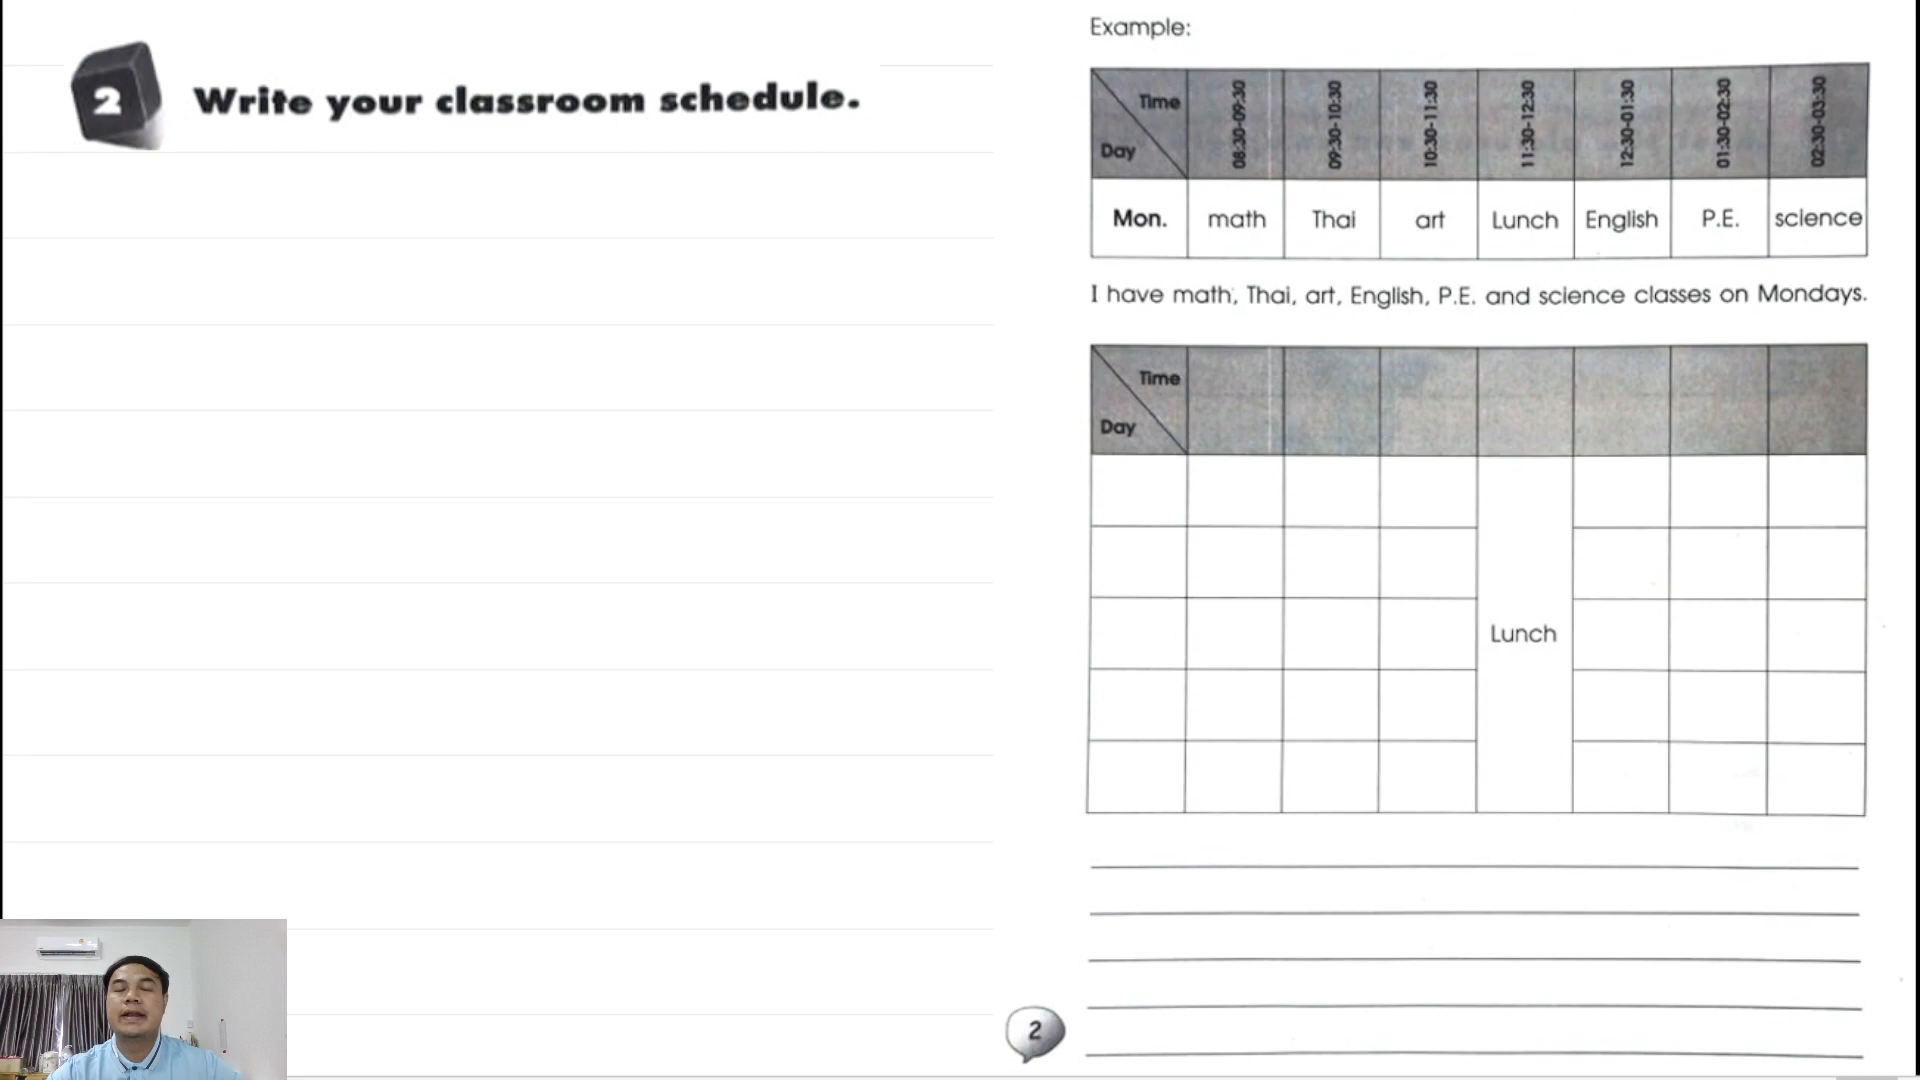 2
Write your classroom schedule.
Example:
Time
Day
08:30-09:30
09:30-10:30
10:30-11:30
11:30-12:30
12:30-01:30
01:30-02:30
02:30-03:30
Mon. math Thai art Lunch English P.E. science
I have math, Thai, art, English, P.E. and science classes on Mondays.
Time
Day
Lunch
2